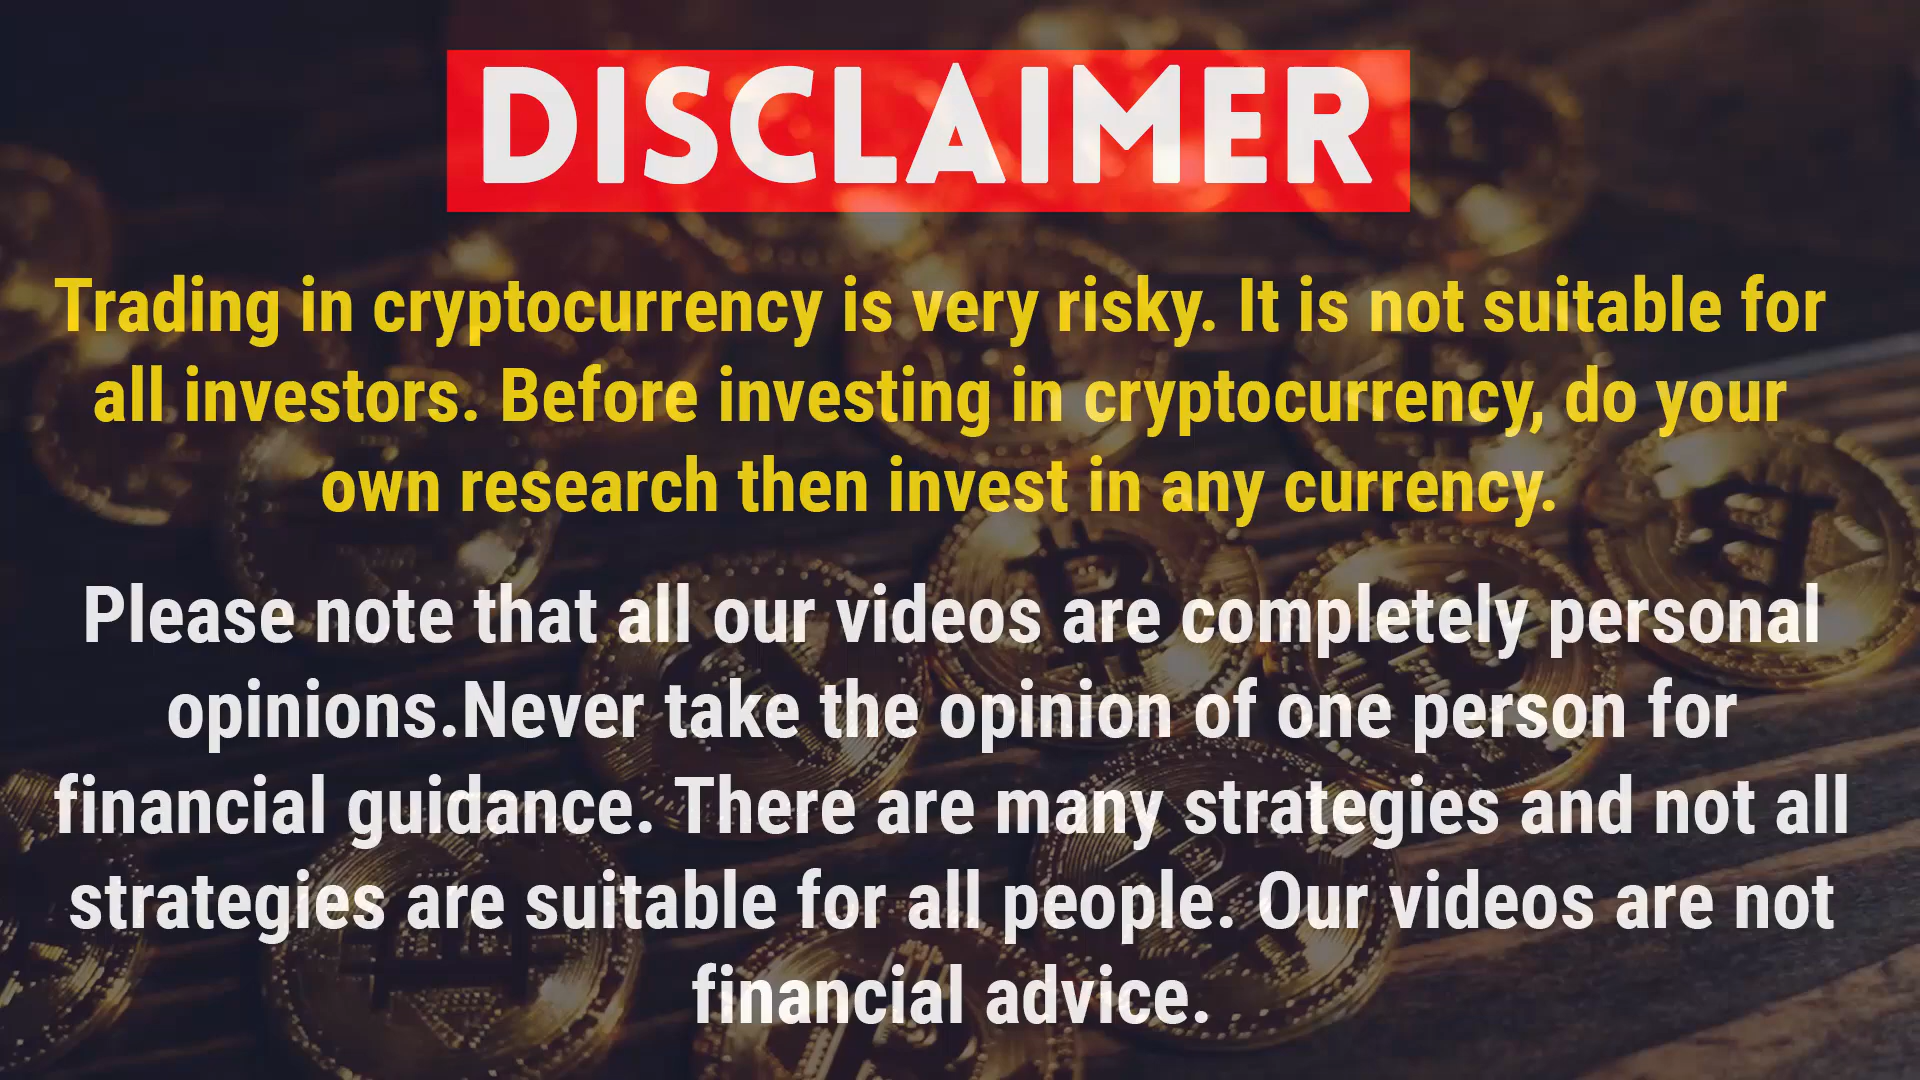 DISCLAIMER
Trading in cryptocurrency is very risky. It is not suitable for
all investors. Before investing in cryptocurrency, do your
own research then invest in any currency.
Please note that all our videos are completely personal
opinions.Never take the opinion of one person for
financial guidance. There are many strategies and not all
strategies are suitable for all people. Our videos are not
financial advice.